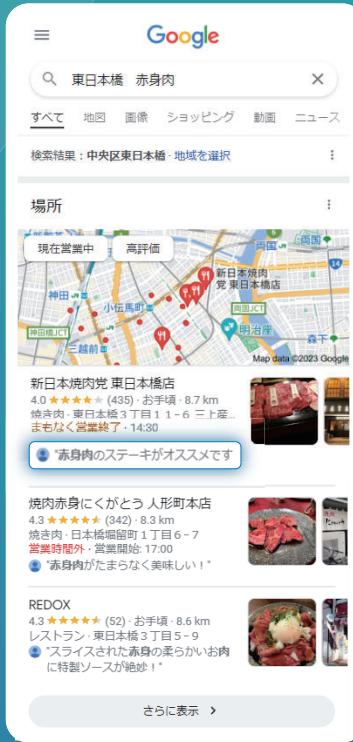 Google
東日本橋 赤身肉
すべて 地図 画像 ショッピング 動画 ニュース
検索結果：中央区東日本橋・地域を選択
場所
現在営業中 高評価
両国
両国
14
新日本焼肉
党 東日本橋店
神田
小伝馬町
両国JCT
神田橋JCT
明治座
三越前
森下
Map data ©2023 Google
新日本焼肉党 東日本橋店
4.0 ★★★★★ (435)・お手頃・8.7 km
焼き肉・東日本橋３丁目１１−６ 三上産...
まもなく営業終了・14:30
"赤身肉のステーキがオススメです
焼肉赤身にくがとう 人形町本店
4.3 ★★★★★ (342)・8.3 km
焼き肉・日本橋堀留町１丁目６−７
営業時間外・営業開始: 17:00
"赤身肉がたまらなく美味しい！"
REDOX
4.3 ★★★★★ (52)・お手頃・8.6 km
レストラン・東日本橋３丁目５−９
"スライスされた赤身の柔らかいお肉
に特製ソースが絶妙！"
さらに表示